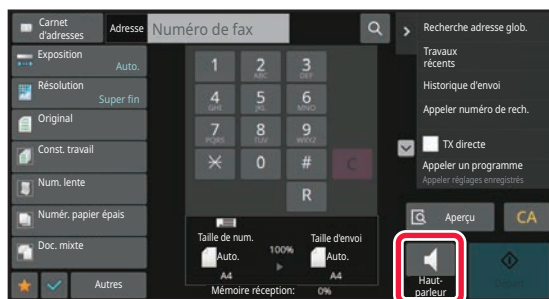 Carnet
d'adresses
Adresse
Numéro de fax
Recherche adresse glob.
Exposition
Auto.
Travaux
récents
Résolution
Super fin
Historique d'envoi
Original
Appeler numéro de rech.
Const. travail
TX directe
Num. lente
Appeler un programme
Appeler réglages enregistrés
Numér. papier
épais
Doc. mixte
Autres
1
2
ABC
3
DEF
4
GHI
5
JKL
6
MNO
7
PQRS
8
TUV
9
WXYZ
0
#
C
R
Taille de num.
Auto.
A4
100%
Taille d'envoi
Auto.
A4
Mémoire réception:
0%
Aperçu
CA
Haut-
parleur